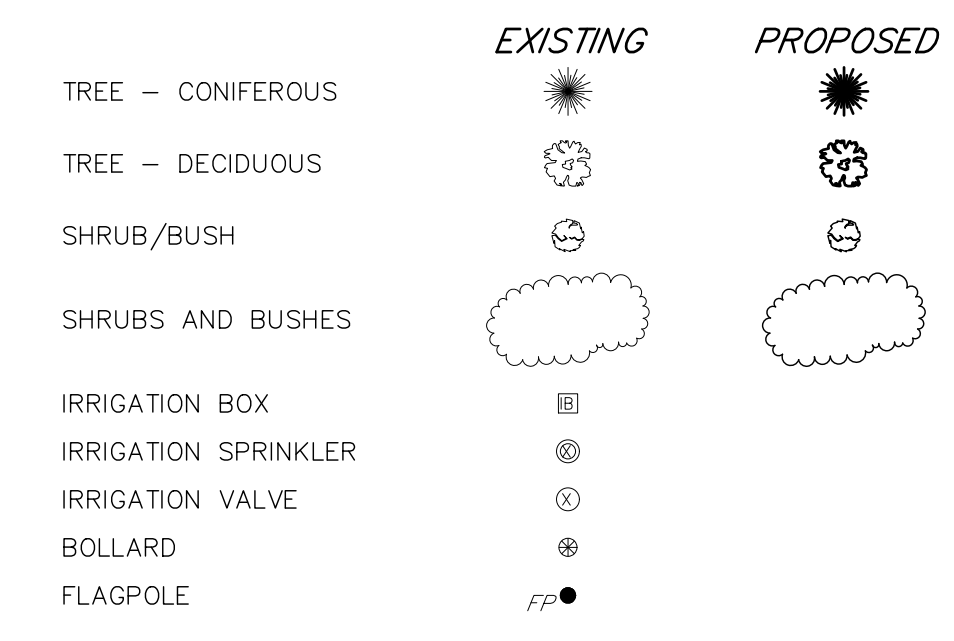 EXISTING PROPOSED
TREE – CONIFEROUS
TREE – DECIDUOUS
SHRUB/BUSH
SHRUBS AND BUSHES
IRRIGATION BOX IB
IRRIGATION SPRINKLER X
IRRIGATION VALVE X
BOLLARD
FLAGPOLE FP